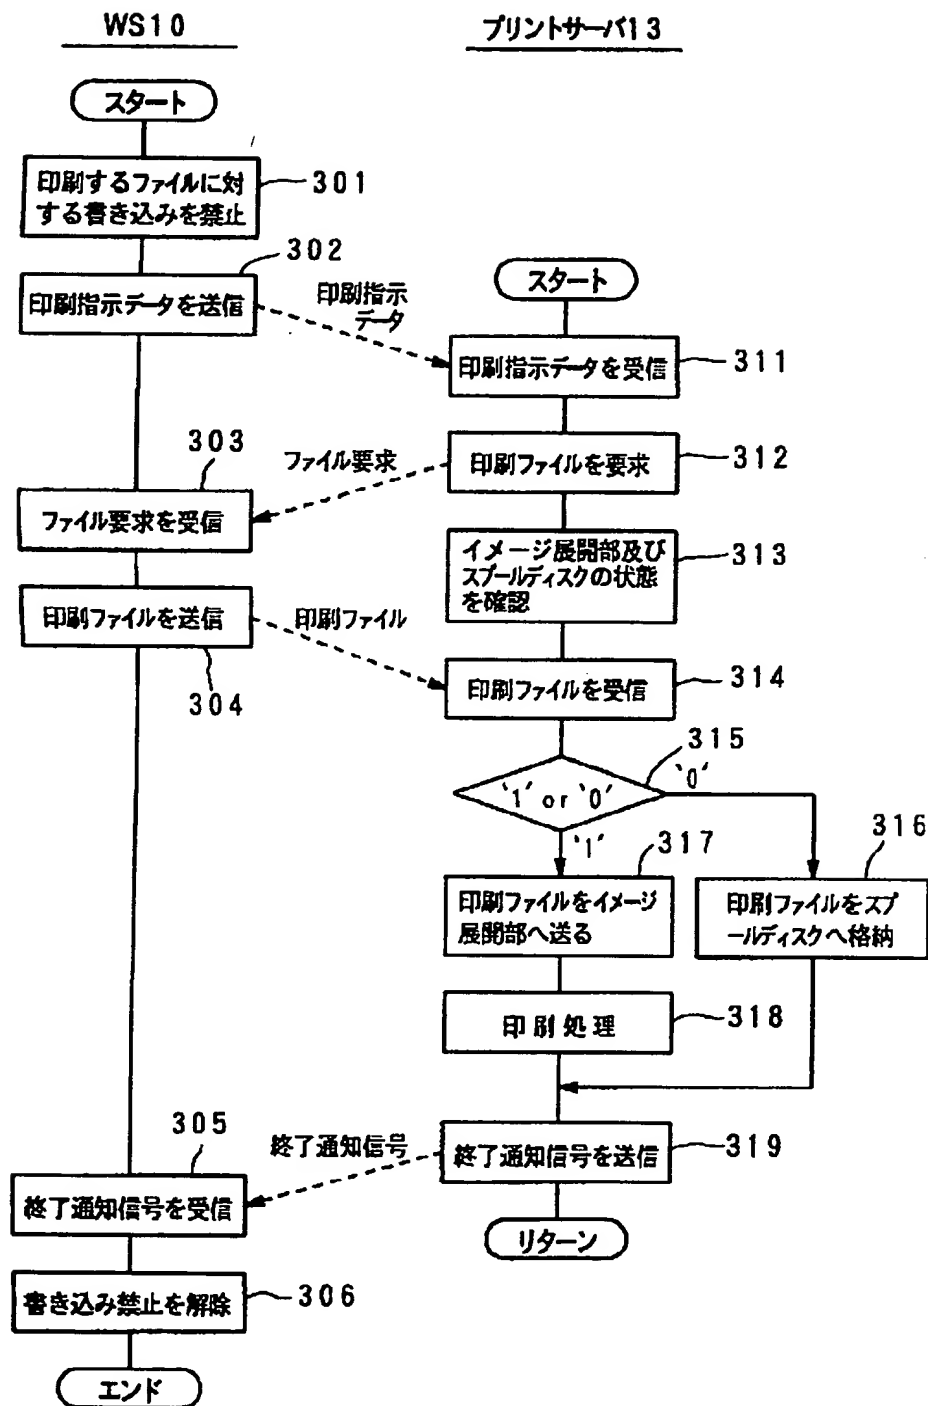 WS10
プリントサーバ13
スタート
印刷するファイルに対
する書き込みを禁止
301
302
印刷指示データを送信
印刷指示
データ
スタート
印刷指示データを受信
311
303
ファイル要求
印刷ファイルを要求
312
ファイル要求を受信
イメージ展開部及び
スプールディスクの状態
を確認
313
印刷ファイルを送信
304
印刷ファイル
印刷ファイルを受信
314
315
'1' or '0'
'0'
'1'
317
316
印刷ファイルをイメージ
展開部へ送る
印刷ファイルをスプ
ールディスクへ格納
印刷処理
318
305
終了通知信号
終了通知信号を送信
319
終了通知信号を受信
リターン
書き込み禁止を解除
306
エンド